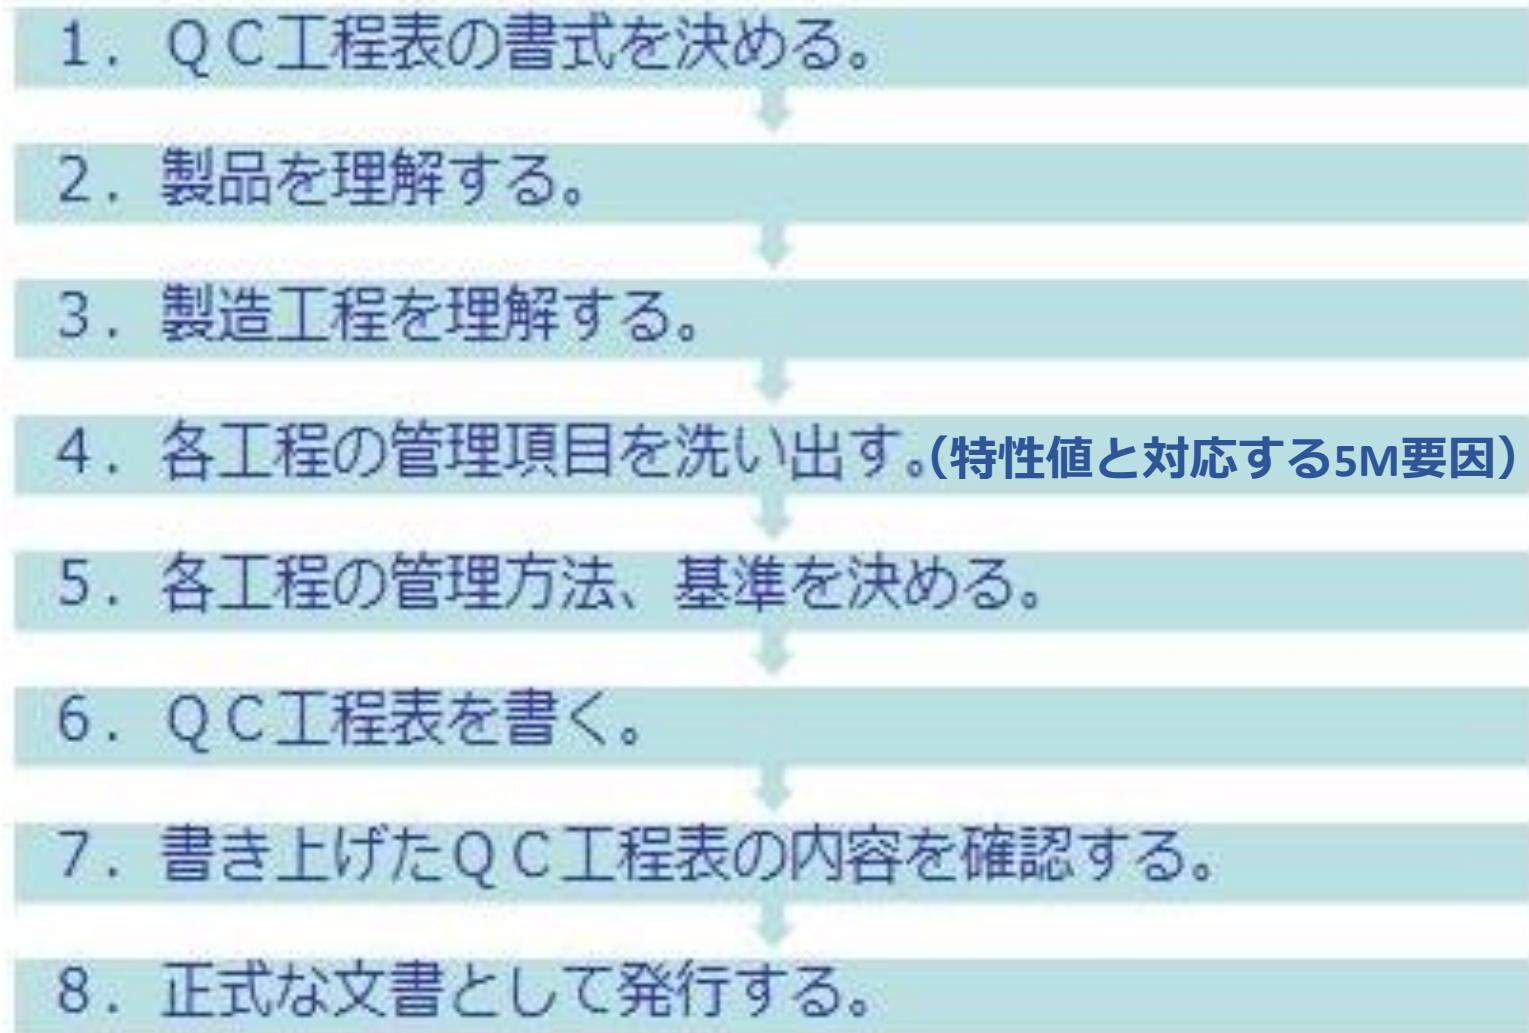 1. QC工程表の書式を決める。
2. 製品を理解する。
3. 製造工程を理解する。
4. 各工程の管理項目を洗い出す。(特性値と対応する5M要因)
5. 各工程の管理方法、基準を決める。
6. QC工程表を書く。
7. 書き上げたQC工程表の内容を確認する。
8. 正式な文書として発行する。